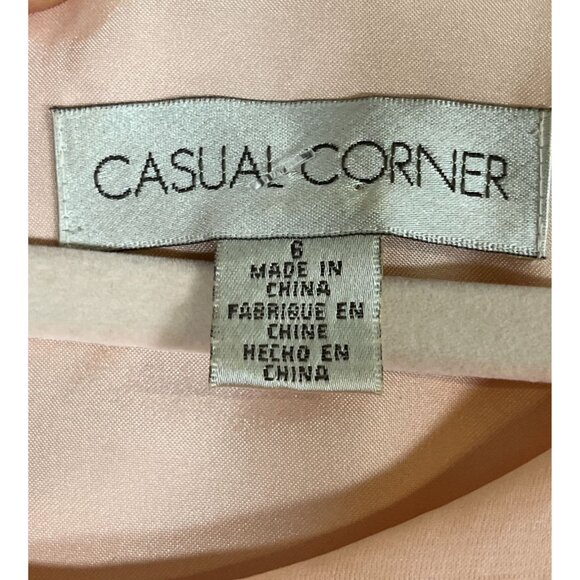 CASUAL CORNER
6
MADE IN
CHINA
FABRIQUE EN
CHINE
HECHO EN
CHINA